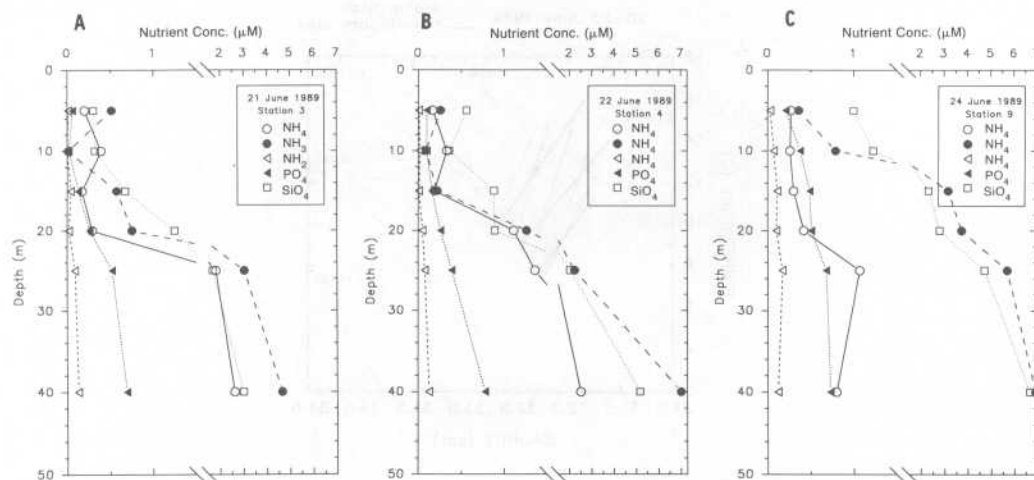 A
Nutrient Conc. (μM)
0 1 2 3 4 5 6 7
0
10
20
30
40
50
Depth (m)
21 June 1989
Station 3
NH4
NH3
NH2
PO4
SiO4
B
Nutrient Conc. (μM)
0 1 2 3 4 5 6 7
0
10
20
30
40
50
Depth (m)
22 June 1989
Station 4
NH4
NH4
NH4
PO4
SiO4
C
Nutrient Conc. (μM)
0 1 2 3 4 5 6 7
0
10
20
30
40
50
Depth (m)
24 June 1989
Station 9
NH4
NH4
NH4
PO4
SiO4